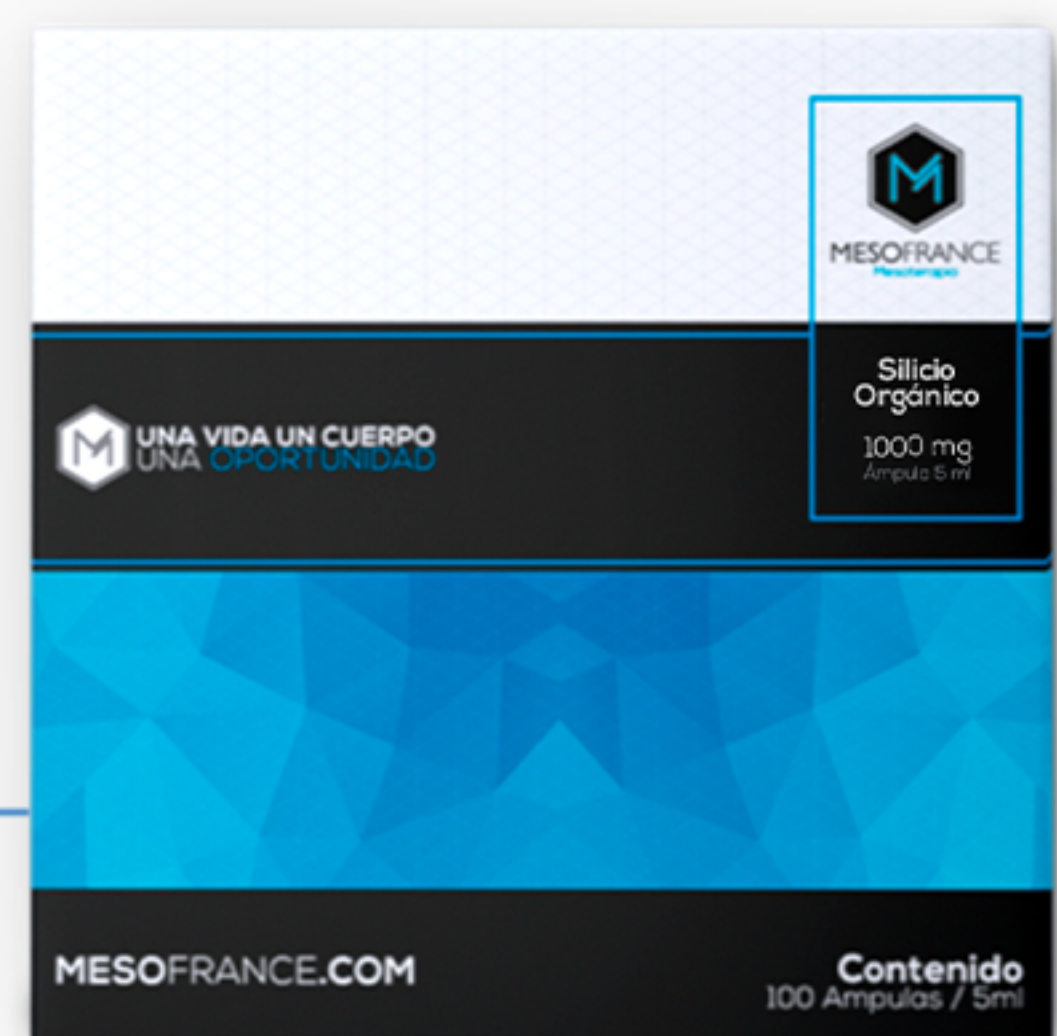 MESOFRANCE
Mesoterapia
Silicio
Orgánico
1000 mg
Ámpula 5 ml
UNA VIDA UN CUERPO
UNA OPORTUNIDAD
MESOFRANCE.COM
Contenido
100 Ampulas / 5ml